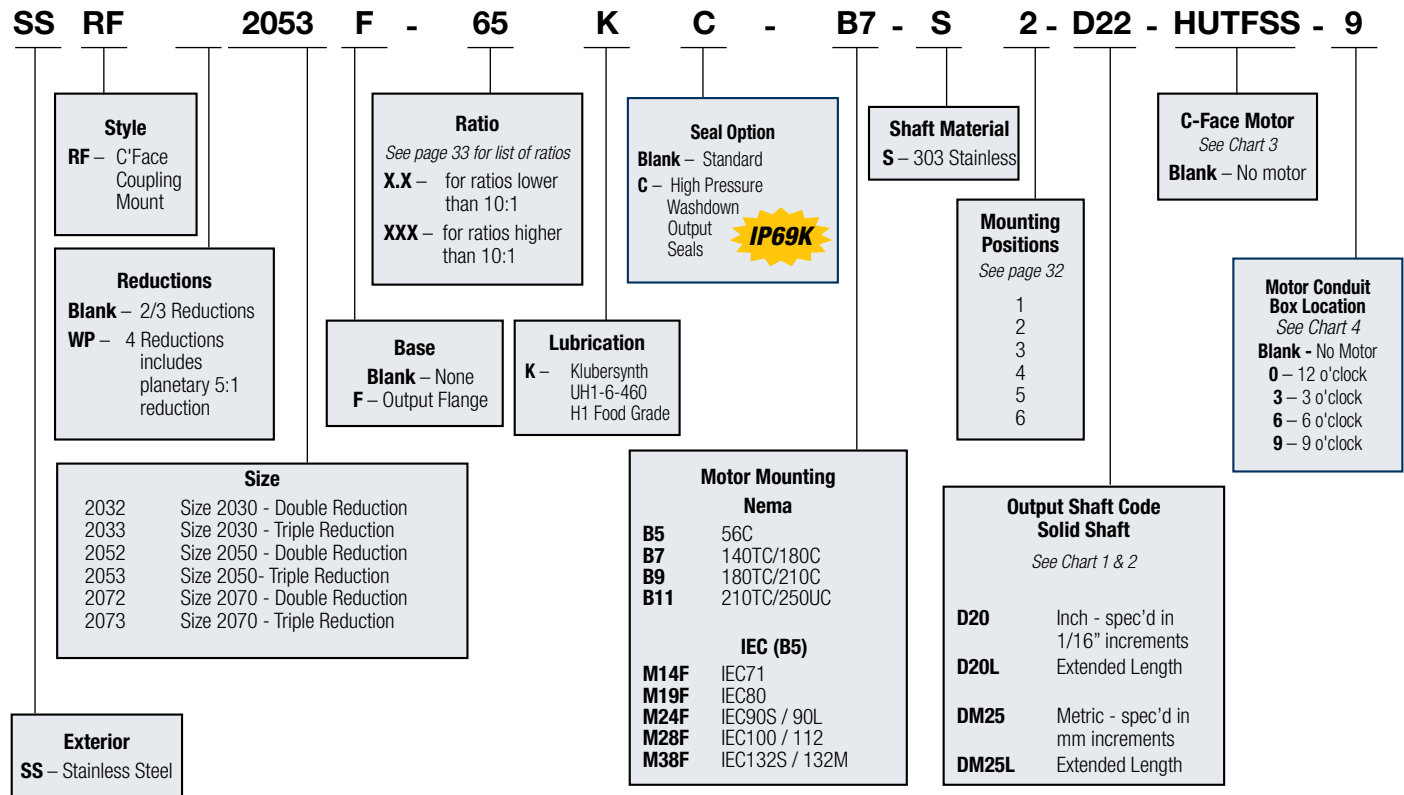 SS RF 2053 F - 65 K C - B7 - S 2 - D22 - HUTFSS - 9
Style
RF – C'Face
Coupling
Mount
Reductions
Blank – 2/3 Reductions
WP – 4 Reductions
includes
planetary 5:1
reduction
Size
2032 Size 2030 - Double Reduction
2033 Size 2030 - Triple Reduction
2052 Size 2050 - Double Reduction
2053 Size 2050- Triple Reduction
2072 Size 2070 - Double Reduction
2073 Size 2070 - Triple Reduction
Exterior
SS – Stainless Steel
Ratio
See page 33 for list of ratios
X.X – for ratios lower
than 10:1
XXX – for ratios higher
than 10:1
Base
Blank – None
F – Output Flange
Lubrication
K – Klubersynth
UH1-6-460
H1 Food Grade
Seal Option
Blank – Standard
C – High Pressure
Washdown
Output
Seals
IP69K
Motor Mounting
Nema
B5 56C
B7 140TC/180C
B9 180TC/210C
B11 210TC/250UC
IEC (B5)
M14F IEC71
M19F IEC80
M24F IEC90S / 90L
M28F IEC100 / 112
M38F IEC132S / 132M
Shaft Material
S – 303 Stainless
Mounting
Positions
See page 32
1
2
3
4
5
6
Output Shaft Code
Solid Shaft
See Chart 1 & 2
D20 Inch - spec’d in
1/16” increments
D20L Extended Length
DM25 Metric - spec’d in
mm increments
DM25L Extended Length
C-Face Motor
See Chart 3
Blank – No motor
Motor Conduit
Box Location
See Chart 4
Blank - No Motor
0 – 12 o'clock
3 – 3 o'clock
6 – 6 o'clock
9 – 9 o'clock